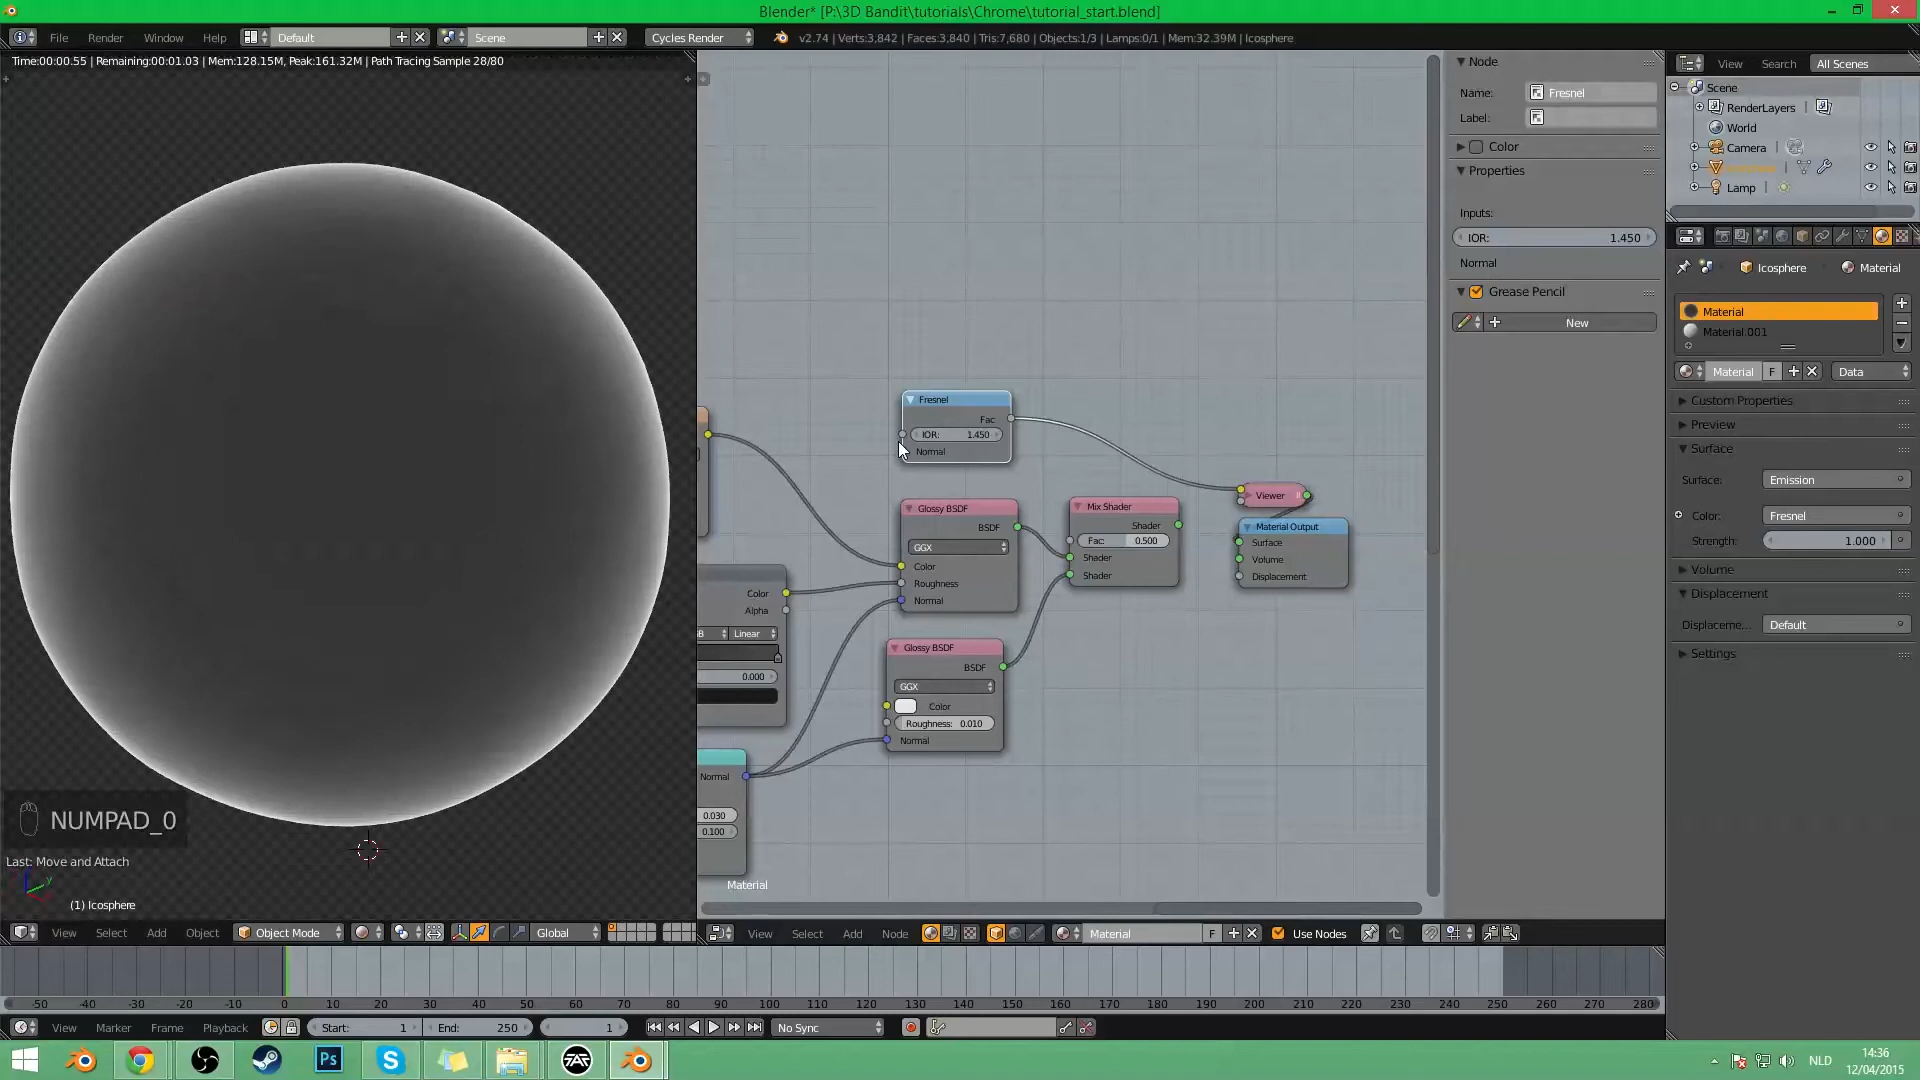 Blender* [P:\3D Bandit\tutorials\Chrome\tutorial_start.blend]
File Render Window Help Default Scene Cycles Render v2.74 | Verts:3,842 | Faces:3,840 | Tris:7,680 | Objects:1/3 | Lamps:0/1 | Mem:32.39M | Icosphere
Time:00:00.55 | Remaining:00:01.03 | Mem:128.15M, Peak:161.32M | Path Tracing Sample 28/80
NUMPAD_0
Last: Move and Attach
(1) Icosphere
Fresnel
Fac
IOR: 1.450
Normal
Glossy BSDF
BSDF
GGX
Color
Roughness
Normal
Mix Shader
Shader
Fac: 0.500
Shader
Shader
Viewer
Material Output
Surface
Volume
Displacement
Color
Alpha
Linear
0.000
Glossy BSDF
BSDF
GGX
Color
Roughness: 0.010
Normal
Normal
0.030
0.100
Material
Node
Name: Fresnel
Label:
Color
Properties
Inputs:
IOR: 1.450
Normal
Grease Pencil
New
View Search All Scenes
Scene
RenderLayers
World
Camera
Lamp
Icosphere Material
Material
Material.001
Material F Data
Custom Properties
Preview
Surface
Surface: Emission
Color: Fresnel
Strength: 1.000
Volume
Displacement
Displaceme... Default
Settings
View Select Add Object Object Mode Global
View Select Add Node Material F Use Nodes
-50 -40 -30 -20 -10 0 10 20 30 40 50 60 70 80 90 100 110 120 130 140 150 160 170 180 190 200 210 220 230 240 250 260 270 280
View Marker Frame Playback Start: 1 End: 250 1 No Sync
Ps
NLD
14:36
12/04/2015